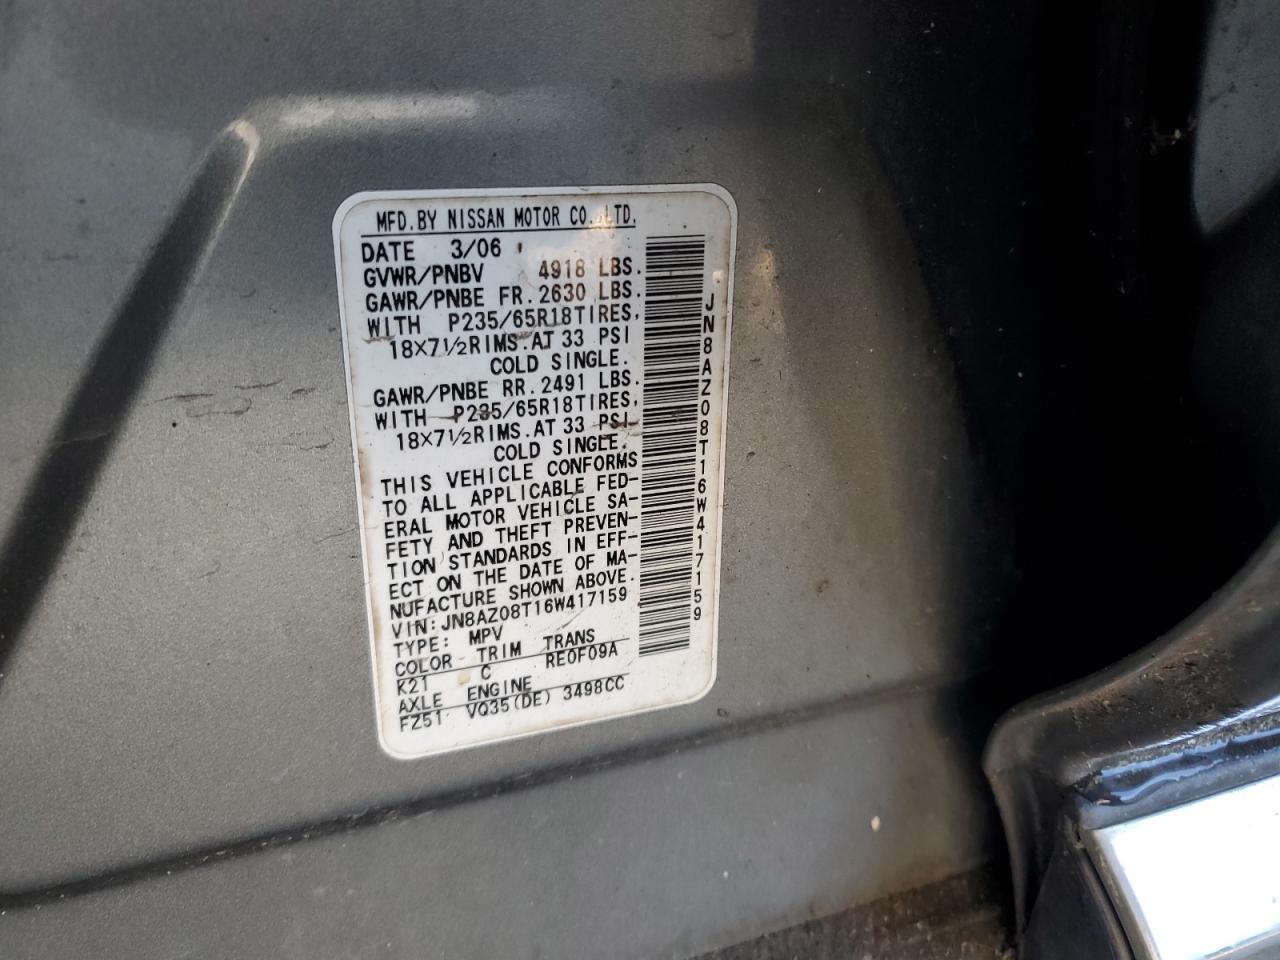 MFD.BY NISSAN MOTOR CO.,LTD.
DATE 3/06
GVWR/PNBV 4918 LBS.
GAWR/PNBE FR.2630 LBS.
WITH P235/65R18TIRES,
18×7½RIMS.AT 33 PSI
COLD SINGLE.
GAWR/PNBE RR.2491 LBS.
WITH P235/65R18TIRES,
18×7½RIMS.AT 33 PSI
COLD SINGLE.
THIS VEHICLE CONFORMS
TO ALL APPLICABLE FED-
ERAL MOTOR VEHICLE SA-
FETY AND THEFT PREVEN-
TION STANDARDS IN EFF-
ECT ON THE DATE OF MA-
NUFACTURE SHOWN ABOVE.
VIN: JN8AZ08T16W417159
TYPE: MPV
COLOR TRIM TRANS
K21 C RE0F09A
AXLE ENGINE
FZ51 VQ35(DE) 3498CC
JN8AZ08T16W417159